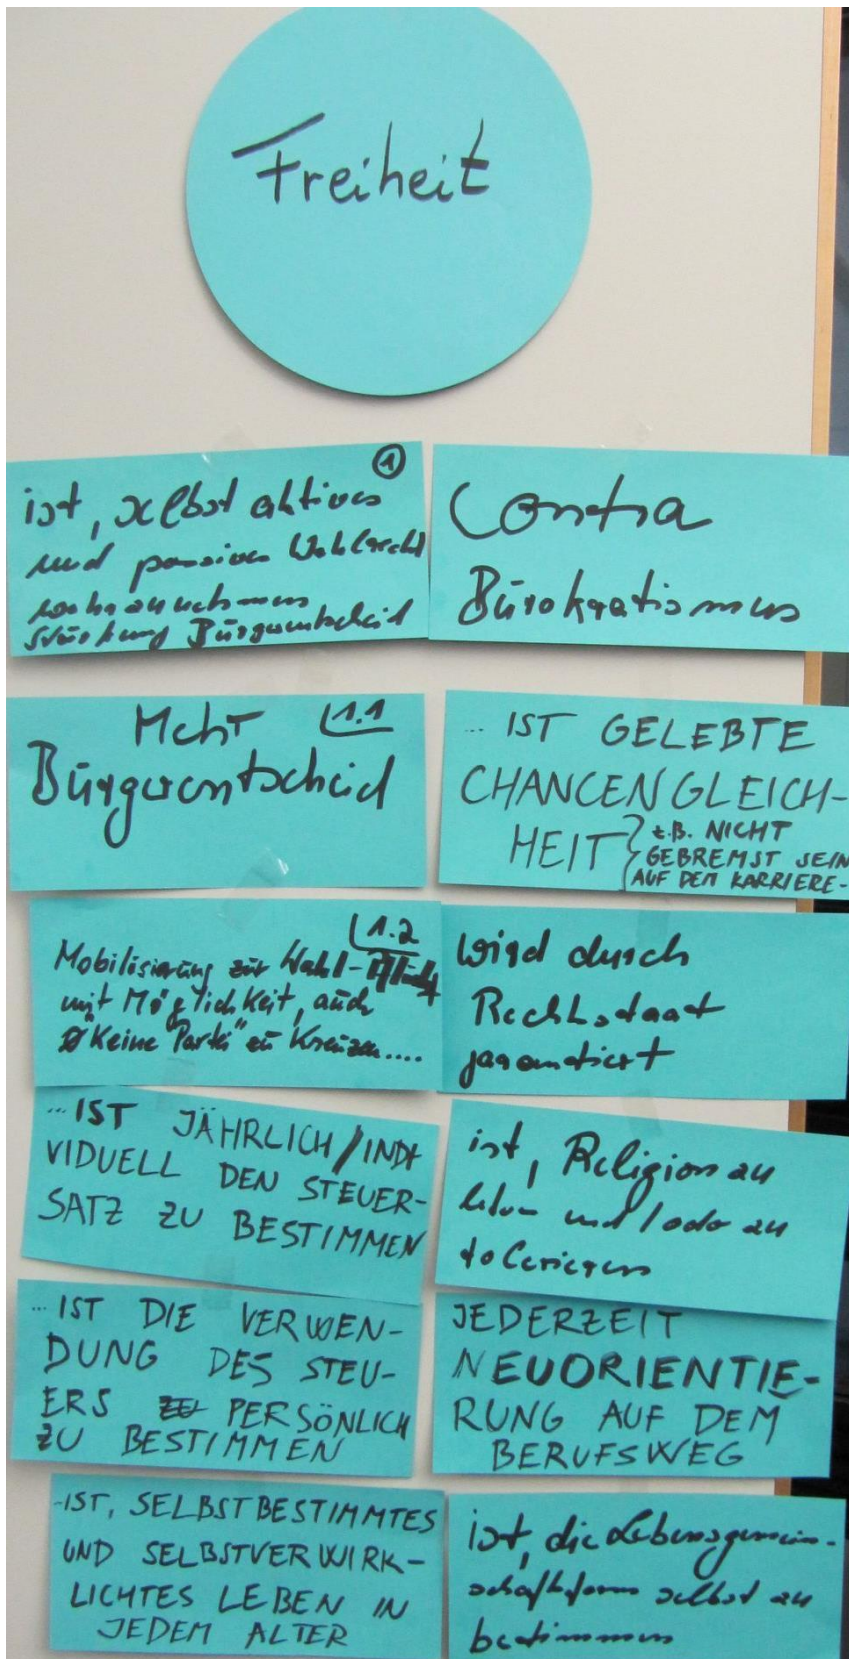 Freiheit
①
ist, selbst aktives
und passives Wahlrecht
wahrzunehmen
Stärkung Bürgerentscheid
Contra
Bürokratismus
Mehr 1.1
Bürgerentscheid
... IST GELEBTE
CHANCENGLEICH-
HEIT z.B. NICHT
GEBREMST SEIN
AUF DEM KARRIERE-
1.2
Mobilisierung zur Wahl-
mit Möglichkeit, auch
"Keine Partei" zu Kreuzen....
wird durch
Rechtsstaat
garantiert
... IST JÄHRLICH/INDI
VIDUELL DEN STEUER-
SATZ ZU BESTIMMEN
ist, Religion zu
leben und/oder zu
tolerieren
... IST DIE VERWEN-
DUNG DES STEU-
ERS PERSÖNLICH
ZU BESTIMMEN
JEDERZEIT
NEUORIENTIE-
RUNG AUF DEM
BERUFSWEG
-IST, SELBSTBESTIMMTES
UND SELBSTVERWIRK-
LICHTES LEBEN IN
JEDEM ALTER
ist, die Lebensgemein-
schaftsform selbst zu
bestimmen